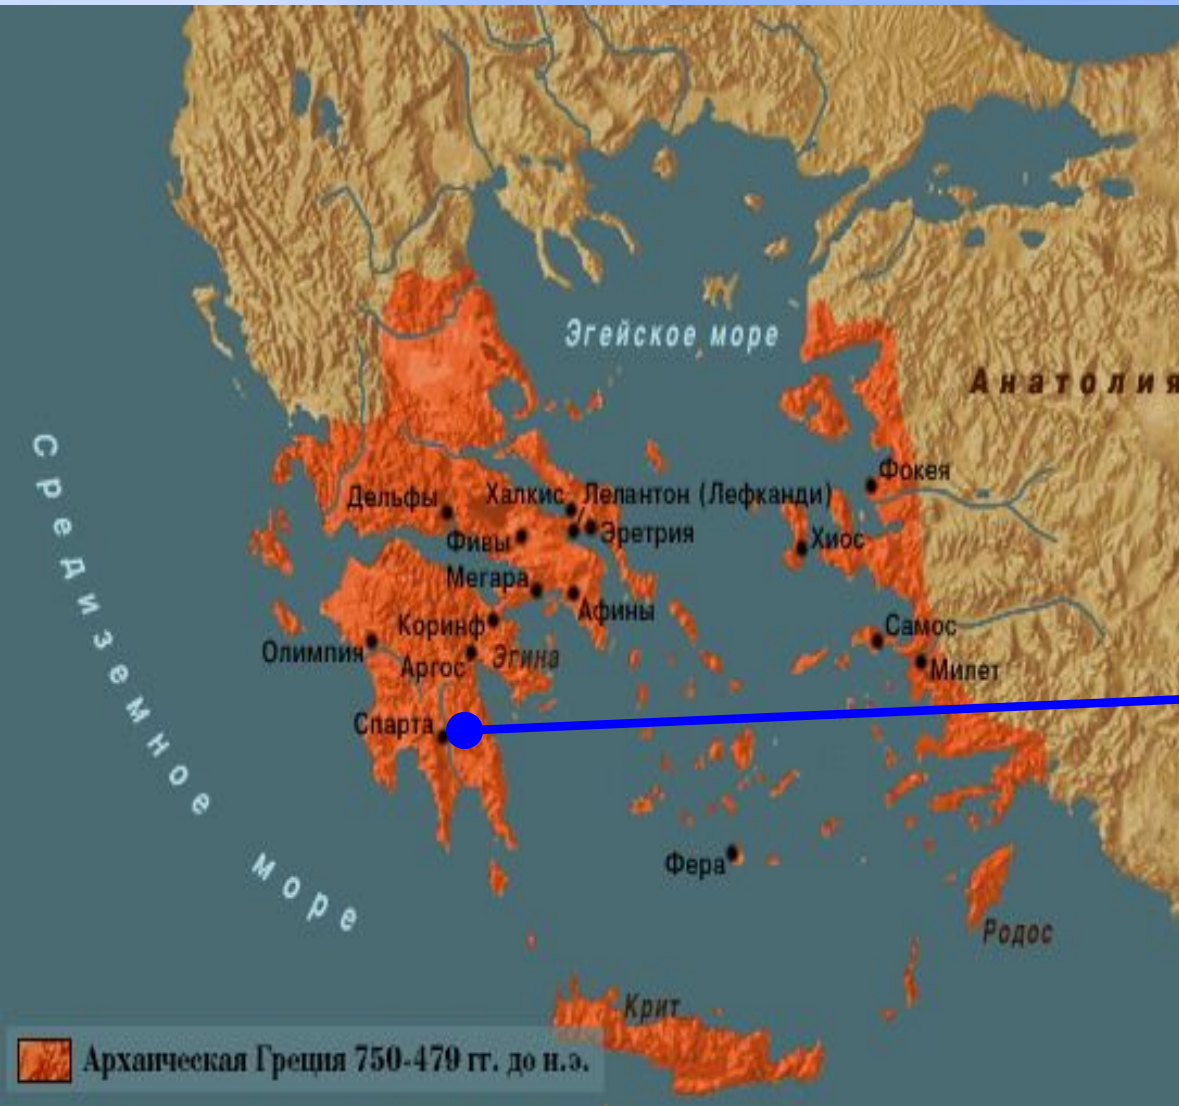 Эгейское море
Анатолия
Средиземное море
Фокея
Дельфы
Халкис
Лелантон (Лефканди)
Фивы
Эретрия
Хиос
Мегара
Афины
Коринф
Самос
Олимпия
Аргос
Эгина
Милет
Спарта
Фера
Родос
Крит
Архаическая Греция 750-479 гг. до н.э.